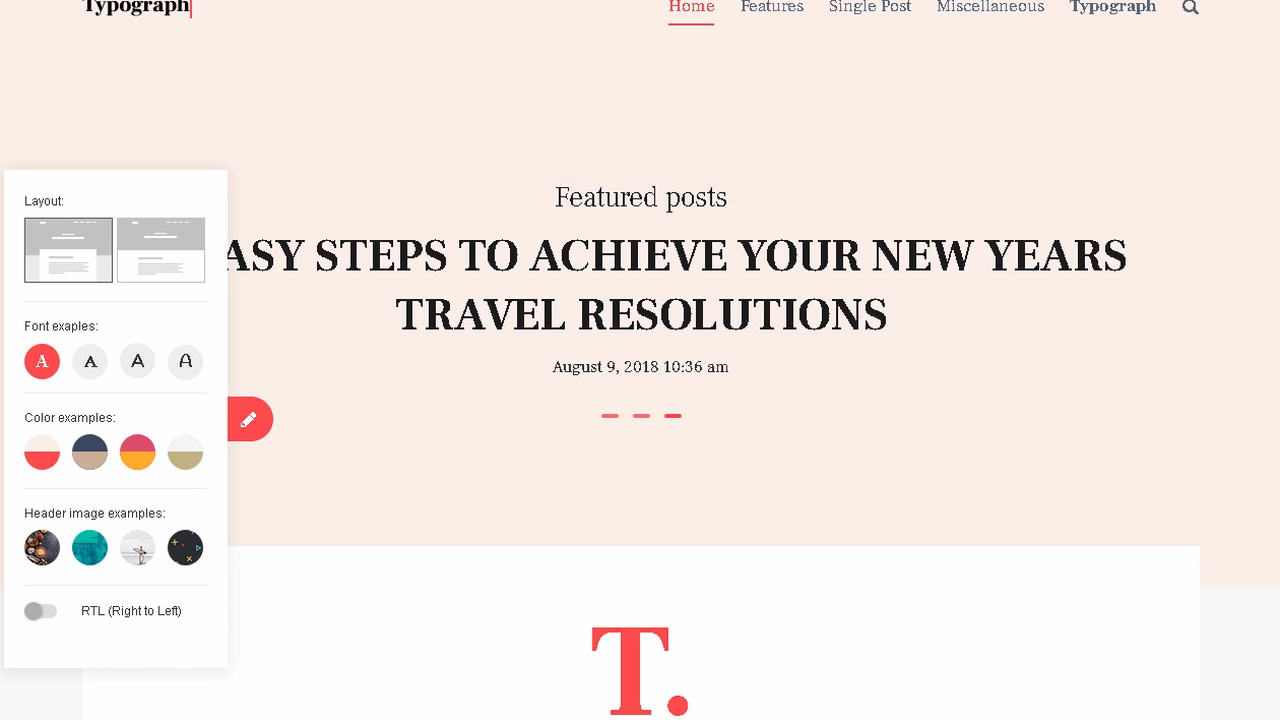 Typograph
Home Features Single Post Miscellaneous Typograph
Layout:
Font exaples:
A A A A
Color examples:
Header image examples:
RTL (Right to Left)
Featured posts
ASY STEPS TO ACHIEVE YOUR NEW YEARS
TRAVEL RESOLUTIONS
August 9, 2018 10:36 am
T.